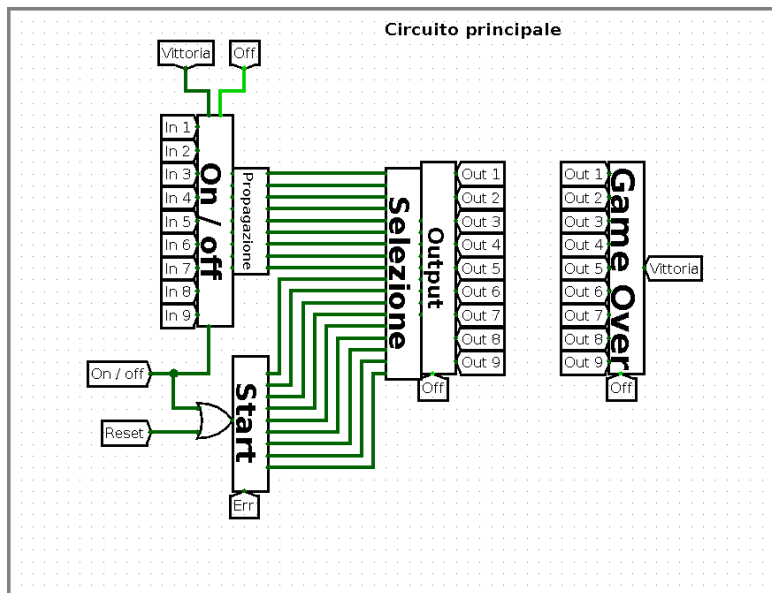 Circuito principale
Vittoria
Off
In 1
In 2
In 3
In 4
In 5
In 6
In 7
In 8
In 9
On / off
Propagazione
Selezione
Output
Out 1
Out 2
Out 3
Out 4
Out 5
Out 6
Out 7
Out 8
Out 9
Off
Out 1
Out 2
Out 3
Out 4
Out 5
Out 6
Out 7
Out 8
Out 9
Game Over
Vittoria
Off
On / off
Reset
Start
Err